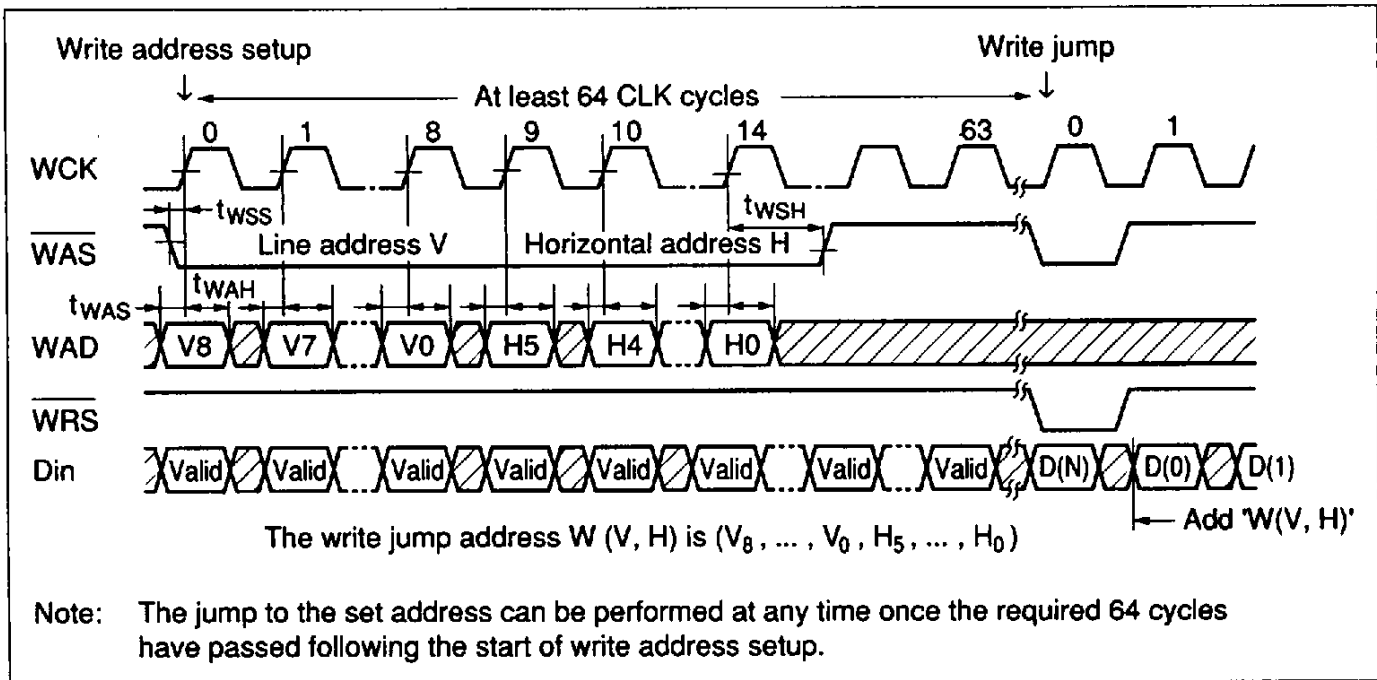 Write address setup Write jump
At least 64 CLK cycles
0 1 8 9 10 14 63 0 1
WCK
tWSS tWSH
WAS Line address V Horizontal address H
tWAS tWAH
WAD V8 V7 V0 H5 H4 H0
WRS
Din Valid Valid Valid Valid Valid Valid Valid Valid D(N) D(0) D(1)
Add 'W(V, H)'
The write jump address W (V, H) is (V8, ... , V0, H5, ... , H0)
Note: The jump to the set address can be performed at any time once the required 64 cycles
have passed following the start of write address setup.